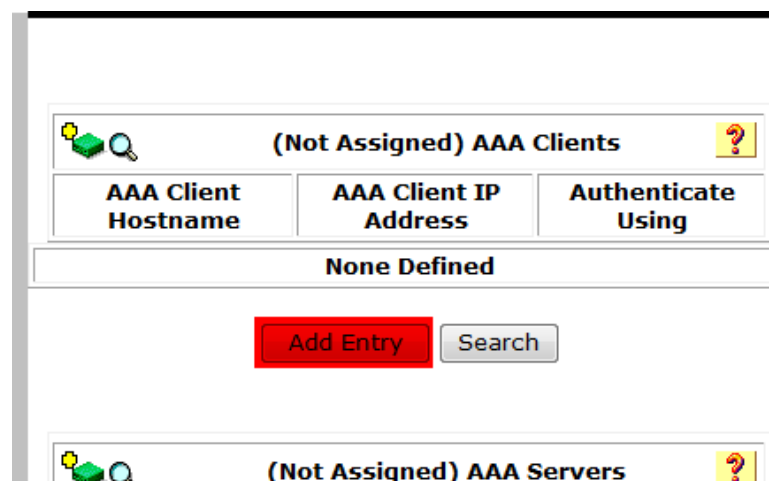 (Not Assigned) AAA Clients
AAA Client Hostname
AAA Client IP Address
Authenticate Using
None Defined
Add Entry
Search
(Not Assigned) AAA Servers